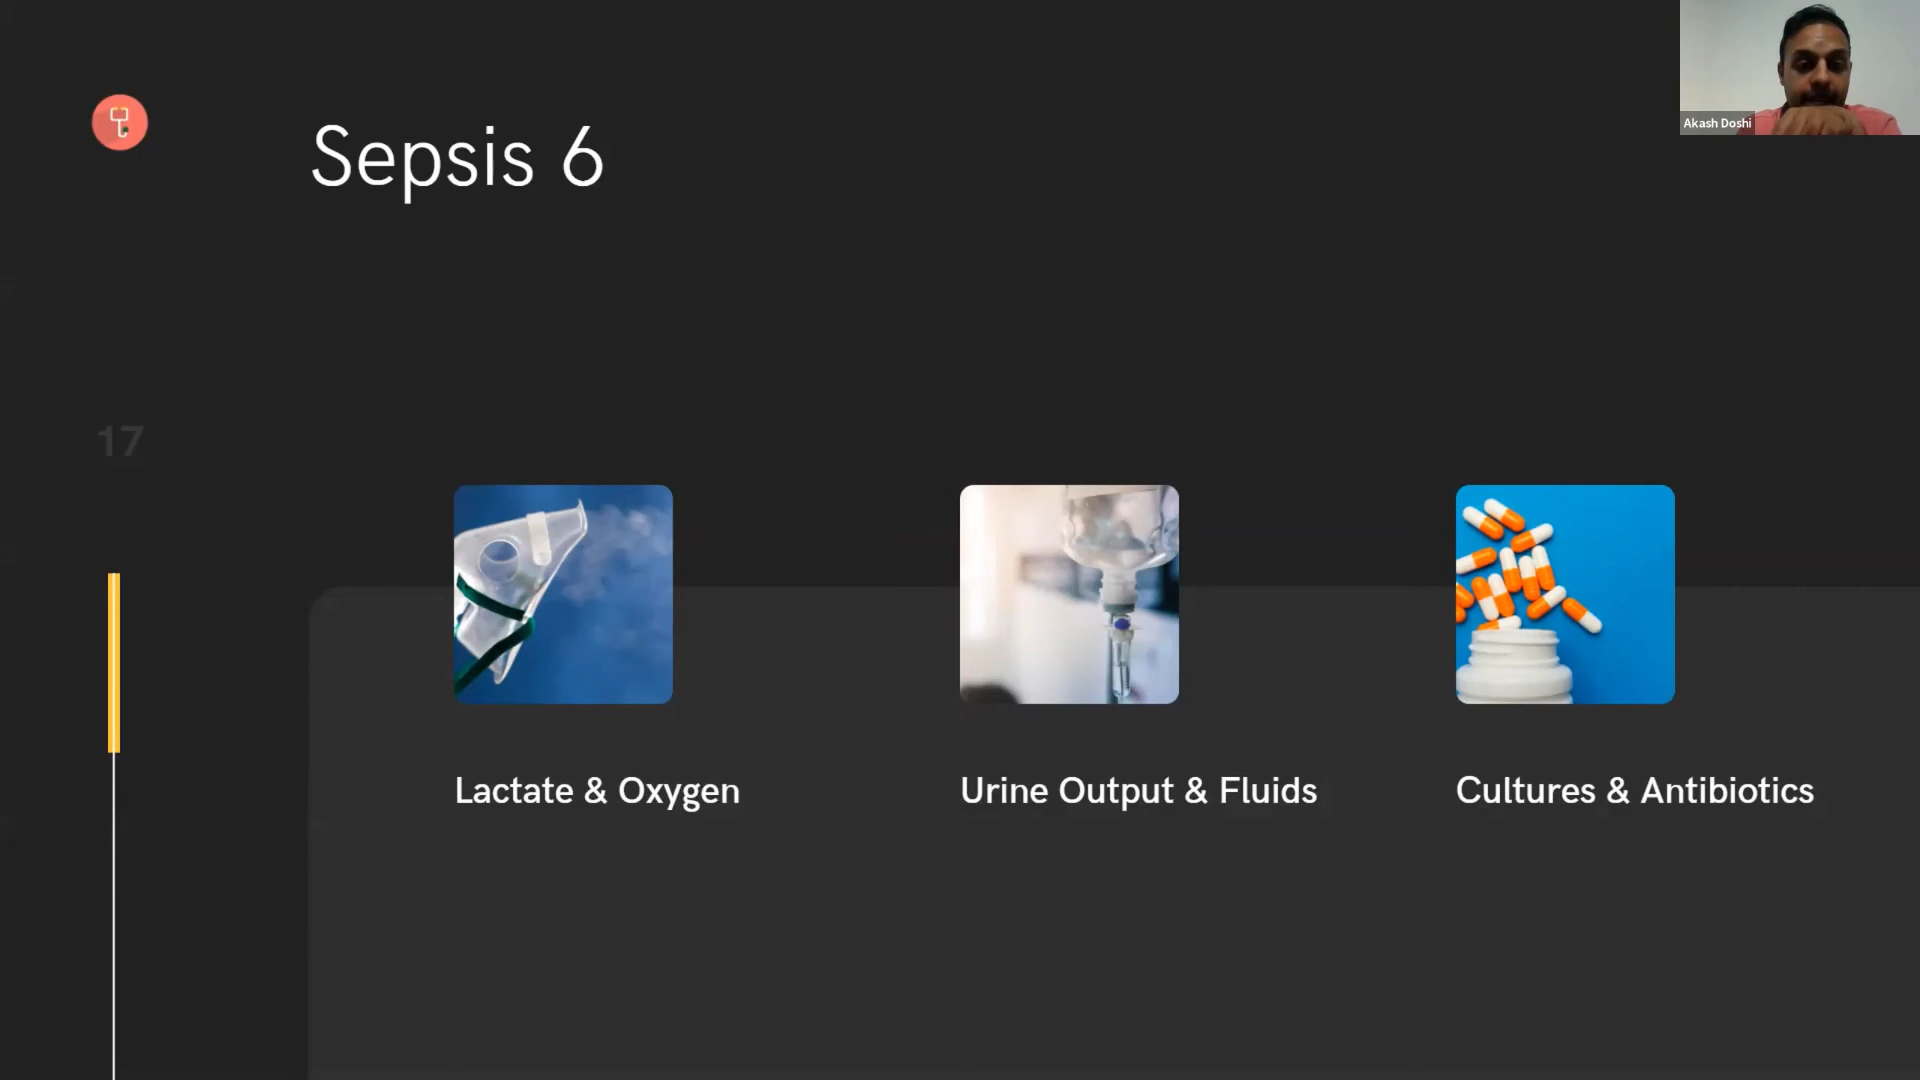 Akash Doshi
Sepsis 6
17
Lactate & Oxygen
Urine Output & Fluids
Cultures & Antibiotics